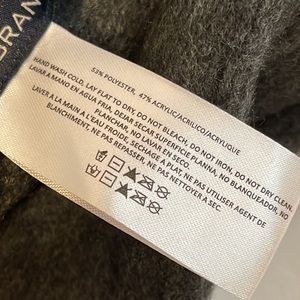 BRAN
53% POLYESTER, 47% ACRYLIC/ACRÍLICO/ACRYLIQUE
HAND WASH COLD, LAY FLAT TO DRY, DO NOT BLEACH, DO NOT IRON, DO NOT DRY CLEAN.
LAVAR A MANO EN AGUA FRIA, DEJAR SECAR SUPERFICIE PLANINA, NO BLANQUEADOR, NO
PLANCHAR, NO LAVAR EN SECO.
LAVER A LA MAIN A L'EAU FROIDE, SECHAGE A PLAT. NE PAS UTILISER AGENT DE
BLANCHIMENT, NE PAS REPASSER, NE PAS NETTOYER A SEC.